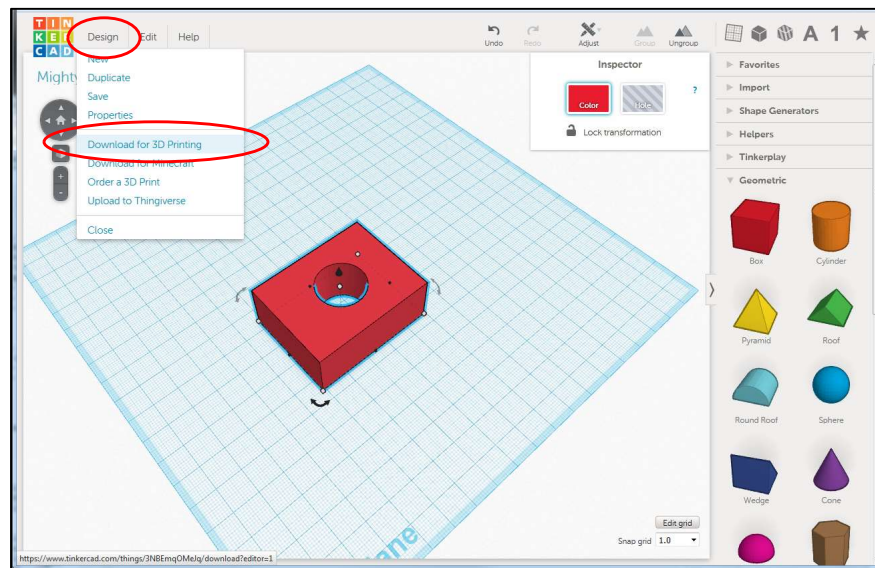 TIN
KER
CAD
Design
Edit
Help
Undo
Redo
Adjust
Group
Ungroup
A 1
Mighty
New
Duplicate
Save
Properties
Download for 3D Printing
Download for Minecraft
Order a 3D Print
Upload to Thingiverse
Close
+
-
Inspector
Color
Hole
?
Lock transformation
Favorites
Import
Shape Generators
Helpers
Tinkerplay
Geometric
Box
Cylinder
Pyramid
Roof
Round Roof
Sphere
Wedge
Cone
Edit grid
Snap grid 1.0
https://www.tinkercad.com/things/3NBEmqOMeJq/download?editor=1